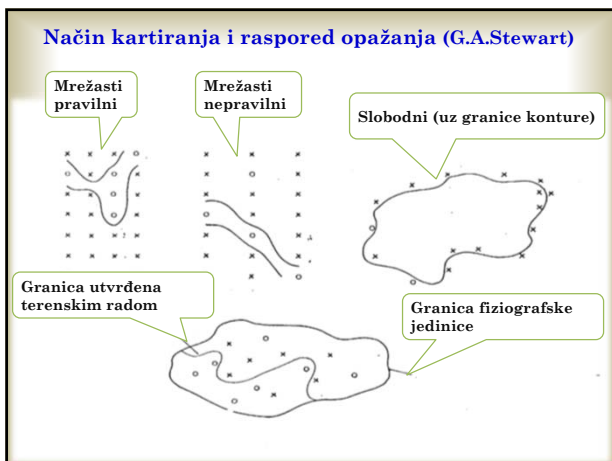 Način kartiranja i raspored opažanja (G.A.Stewart)
Mrežasti
pravilni
Mrežasti
nepravilni
Slobodni (uz granice konture)
Granica utvrđena
terenskim radom
Granica fiziografske
jedinice